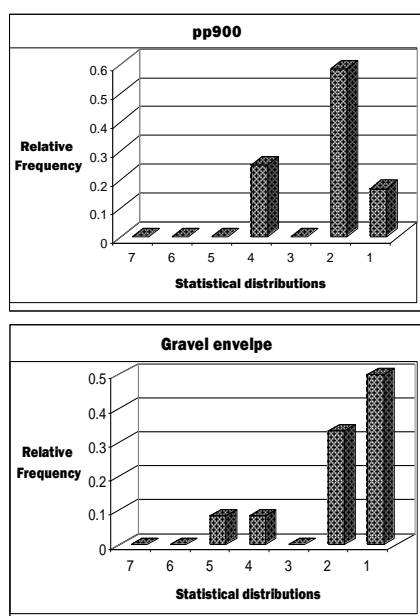 pp900
0.6
0.5
0.4
0.3
0.2
0.1
0
Relative
Frequency
7 6 5 4 3 2 1
Statistical distributions
Gravel envelpe
0.5
0.4
0.3
0.2
0.1
0
Relative
Frequency
7 6 5 4 3 2 1
Statistical distributions